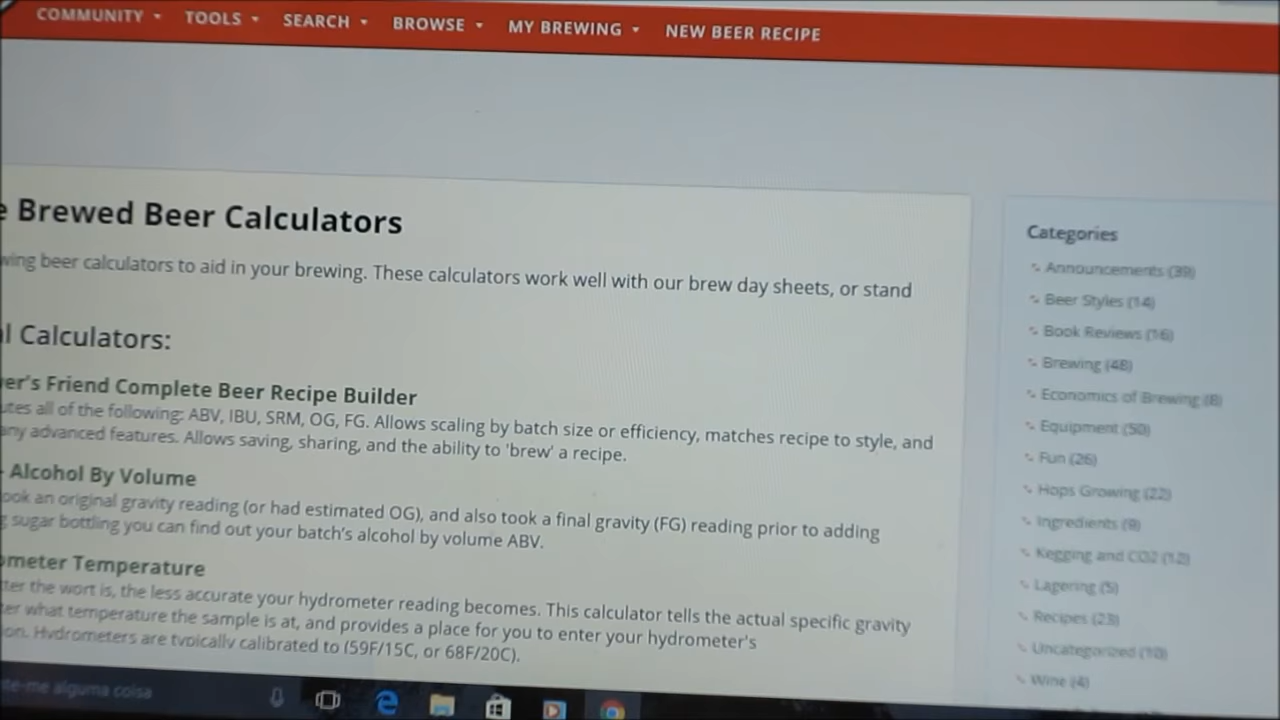 COMMUNITY TOOLS SEARCH BROWSE MY BREWING NEW BEER RECIPE
Brewed Beer Calculators
beer calculators to aid in your brewing. These calculators work well with our brew day sheets, or stand
Calculators:
Friend Complete Beer Recipe Builder
all of the following: ABV, IBU, SRM, OG, FG. Allows scaling by batch size or efficiency, matches recipe to style, and
advanced features. Allows saving, sharing, and the ability to 'brew' a recipe.
- Alcohol By Volume
an original gravity reading (or had estimated OG), and also took a final gravity (FG) reading prior to adding
sugar bottling you can find out your batch's alcohol by volume ABV.
Temperature
the wort is, the less accurate your hydrometer reading becomes. This calculator tells the actual specific gravity
what temperature the sample is at, and provides a place for you to enter your hydrometer's
Hydrometers are typically calibrated to (59F/15C, or 68F/20C).
Categories
Announcements (39)
Beer Styles (14)
Book Reviews (16)
Brewing (48)
Economics of Brewing (8)
Equipment (50)
Fun (26)
Hops Growing (22)
Ingredients (9)
Kegging and CO2 (12)
Lagering (5)
Recipes (23)
Uncategorized (10)
Wine (4)
alguma coisa